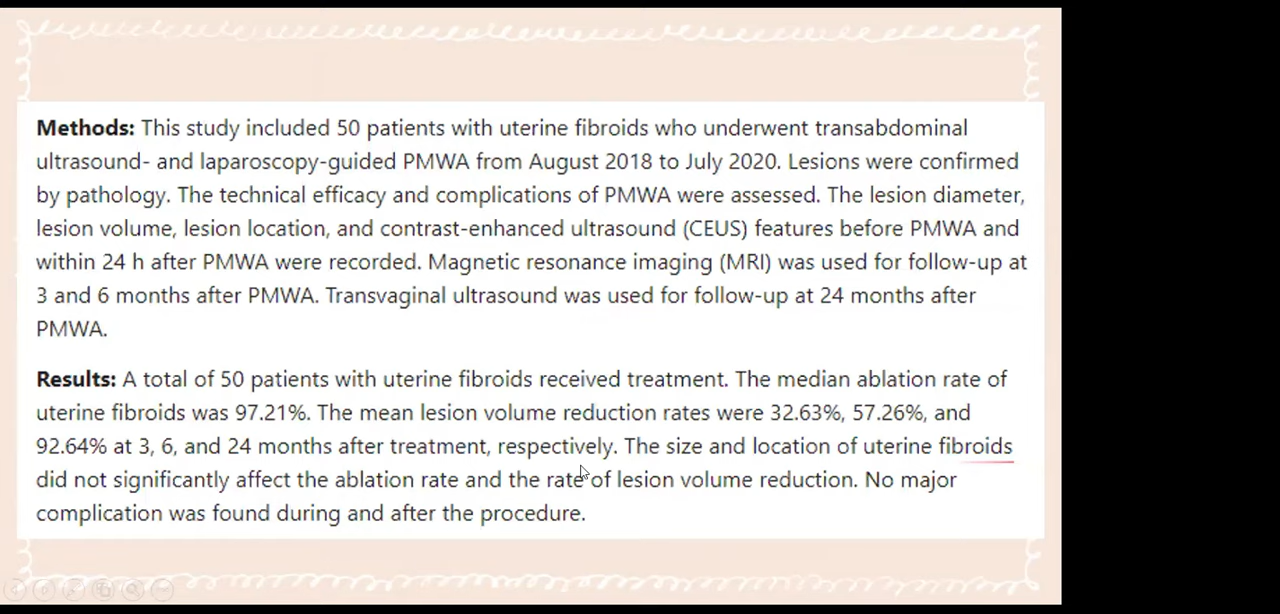 Methods: This study included 50 patients with uterine fibroids who underwent transabdominal
ultrasound- and laparoscopy-guided PMWA from August 2018 to July 2020. Lesions were confirmed
by pathology. The technical efficacy and complications of PMWA were assessed. The lesion diameter,
lesion volume, lesion location, and contrast-enhanced ultrasound (CEUS) features before PMWA and
within 24 h after PMWA were recorded. Magnetic resonance imaging (MRI) was used for follow-up at
3 and 6 months after PMWA. Transvaginal ultrasound was used for follow-up at 24 months after
PMWA.
Results: A total of 50 patients with uterine fibroids received treatment. The median ablation rate of
uterine fibroids was 97.21%. The mean lesion volume reduction rates were 32.63%, 57.26%, and
92.64% at 3, 6, and 24 months after treatment, respectively. The size and location of uterine fibroids
did not significantly affect the ablation rate and the rate of lesion volume reduction. No major
complication was found during and after the procedure.